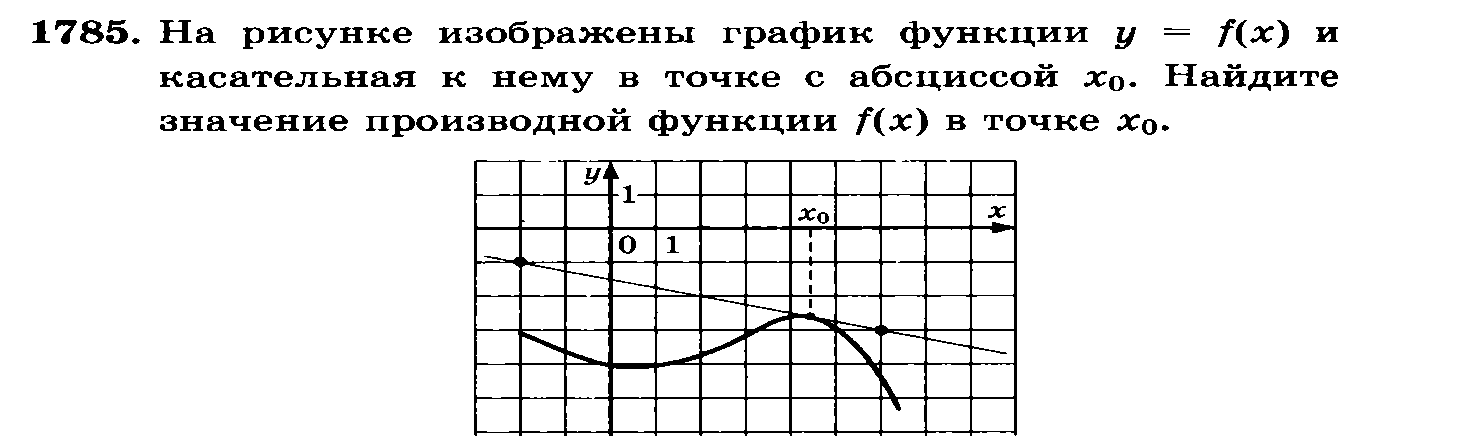 1785. На рисунке изображены график функции y = f(x) и
касательная к нему в точке с абсциссой x₀. Найдите
значение производной функции f(x) в точке x₀.
y
1
x₀
x
0 1